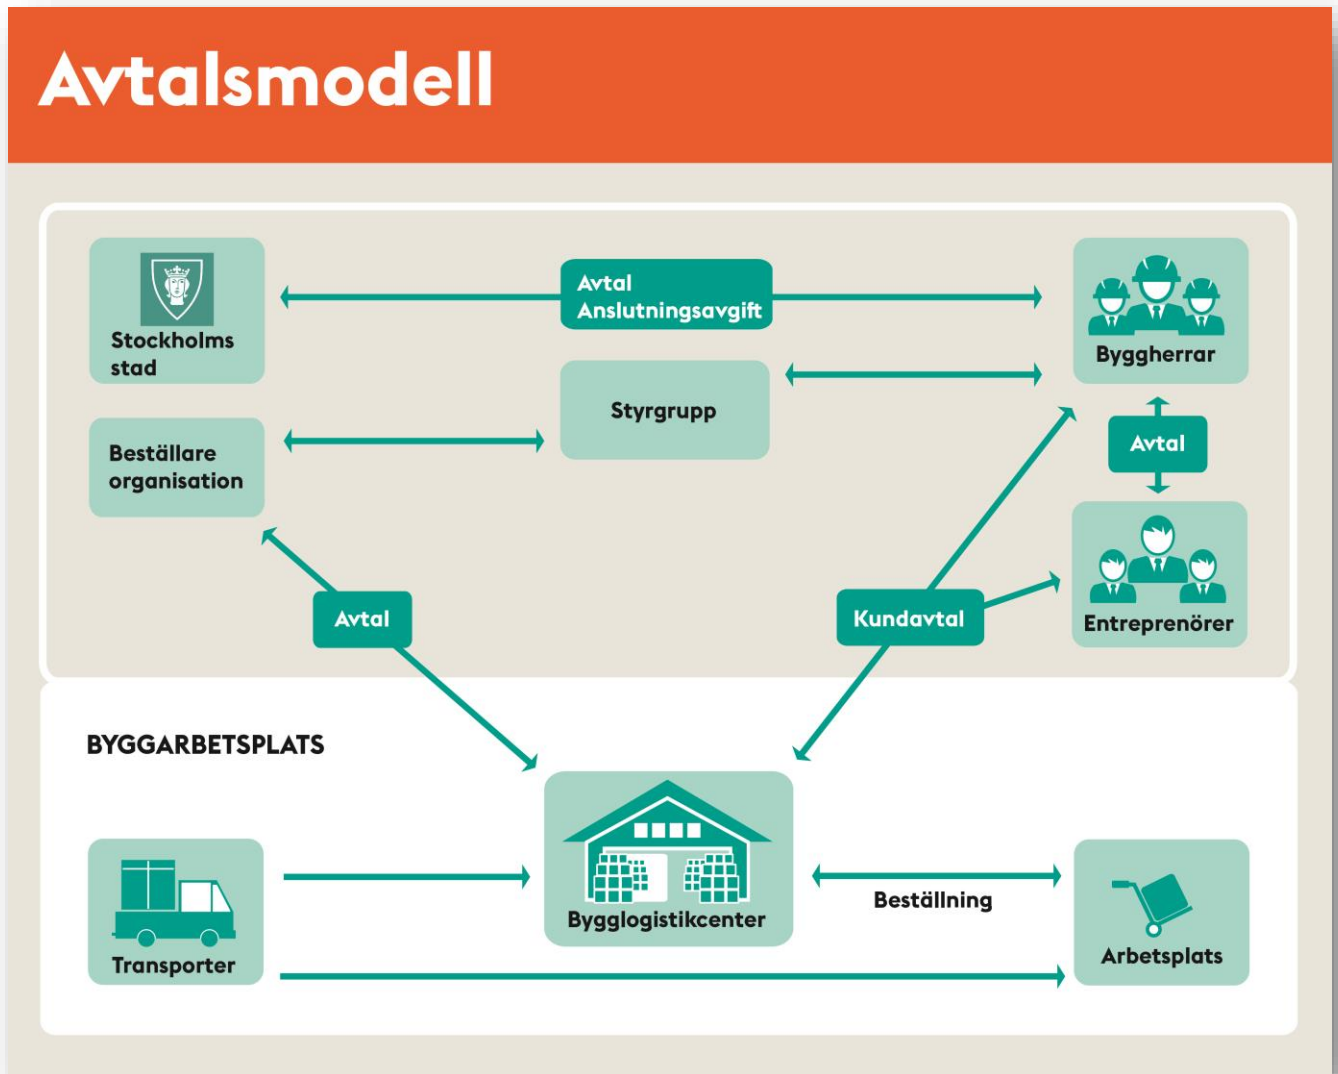 Avtalsmodell
Stockholms
stad
Avtal
Anslutningsavgift
Byggherrar
Styrgrupp
Beställare
organisation
Avtal
Entreprenörer
Avtal
Kundavtal
BYGGARBETSPLATS
Transporter
Bygglogistikcenter
Beställning
Arbetsplats